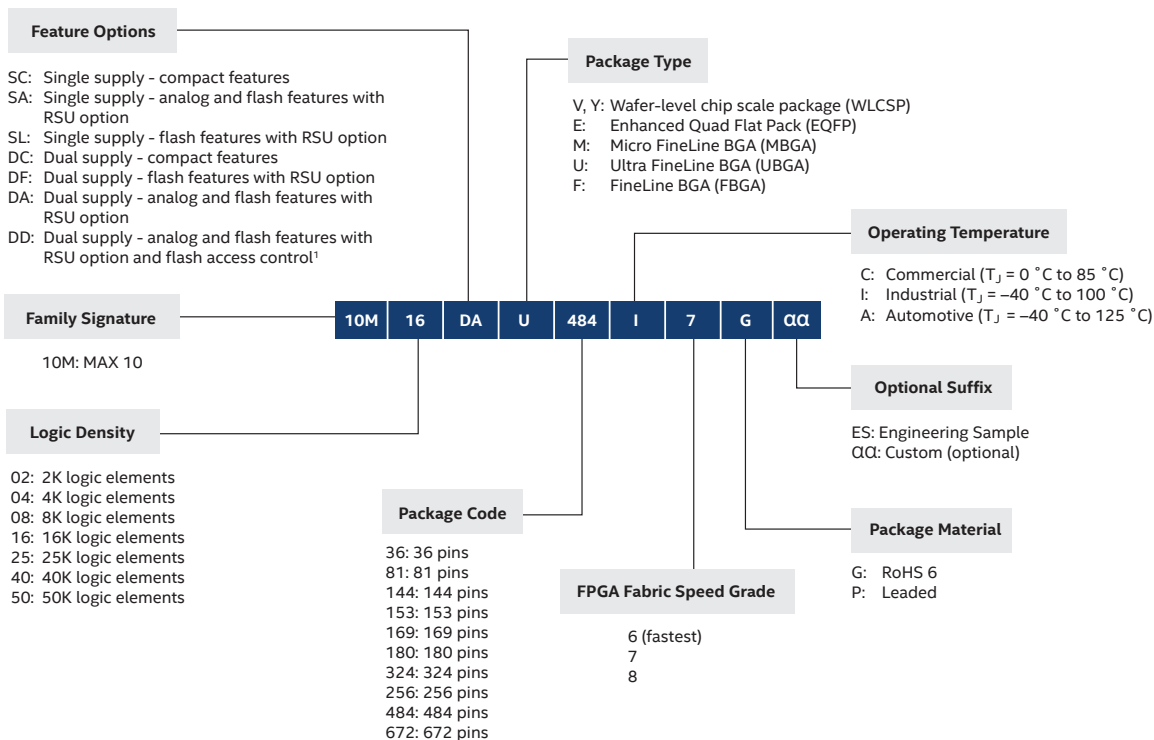 Feature Options
SC: Single supply - compact features
SA: Single supply - analog and flash features with
RSU option
SL: Single supply - flash features with RSU option
DC: Dual supply - compact features
DF: Dual supply - flash features with RSU option
DA: Dual supply - analog and flash features with
RSU option
DD: Dual supply - analog and flash features with
RSU option and flash access control¹
Package Type
V, Y: Wafer-level chip scale package (WLCSP)
E: Enhanced Quad Flat Pack (EQFP)
M: Micro FineLine BGA (MBGA)
U: Ultra FineLine BGA (UBGA)
F: FineLine BGA (FBGA)
Operating Temperature
C: Commercial (TJ = 0 ˚C to 85 ˚C)
I: Industrial (TJ = –40 ˚C to 100 ˚C)
A: Automotive (TJ = –40 ˚C to 125 ˚C)
Family Signature
10M: MAX 10
10M 16 DA U 484 I 7 G αα
Optional Suffix
ES: Engineering Sample
αα: Custom (optional)
Logic Density
02: 2K logic elements
04: 4K logic elements
08: 8K logic elements
16: 16K logic elements
25: 25K logic elements
40: 40K logic elements
50: 50K logic elements
Package Code
36: 36 pins
81: 81 pins
144: 144 pins
153: 153 pins
169: 169 pins
180: 180 pins
324: 324 pins
256: 256 pins
484: 484 pins
672: 672 pins
FPGA Fabric Speed Grade
6 (fastest)
7
8
Package Material
G: RoHS 6
P: Leaded